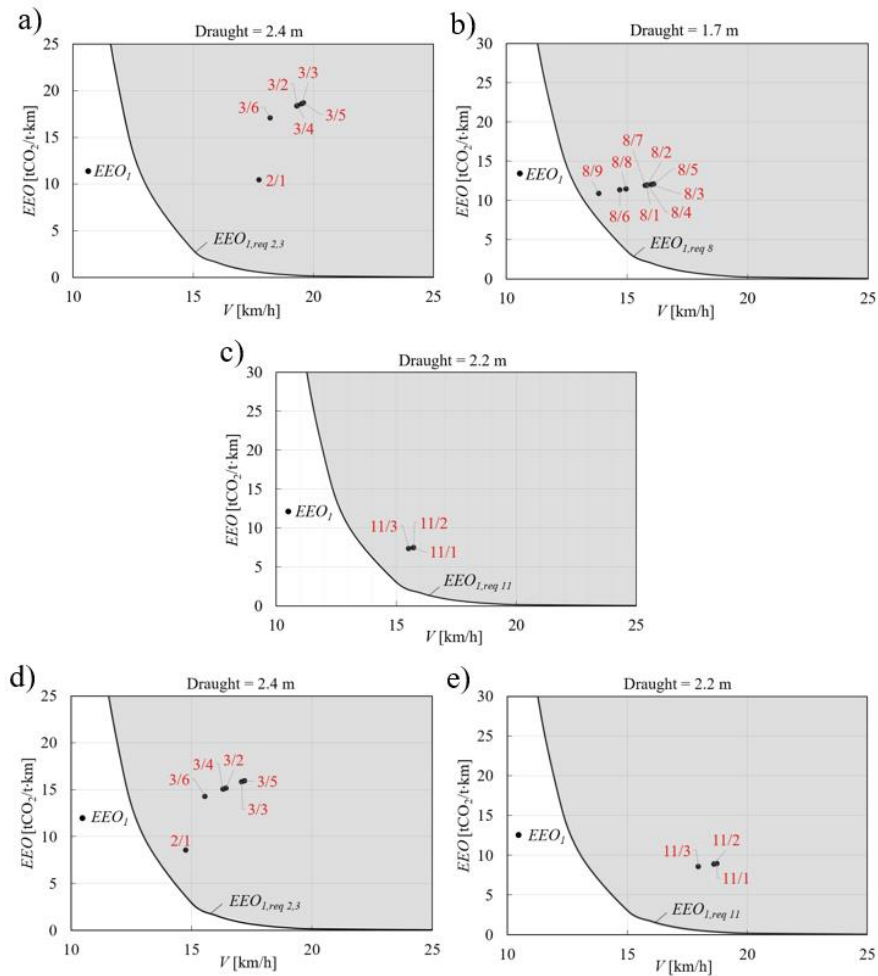 a)
Draught = 2.4 m
EEO [tCO₂/t·km]
25
20
15
10
5
0
3/3
3/2
3/6
3/5
3/4
2/1
EEO₁
EEO₁,req 2,3
10
15
20
25
V [km/h]
b)
Draught = 1.7 m
EEO [tCO₂/t·km]
30
25
20
15
10
5
0
8/7
8/2
8/9
8/8
8/5
8/3
8/6
8/1
8/4
EEO₁
EEO₁,req 8
10
15
20
25
V [km/h]
c)
Draught = 2.2 m
EEO [tCO₂/t·km]
30
25
20
15
10
5
0
11/3
11/2
11/1
EEO₁
EEO₁,req 11
10
15
20
25
V [km/h]
d)
Draught = 2.4 m
EEO [tCO₂/t·km]
25
20
15
10
5
0
3/4
3/2
3/6
3/5
3/3
2/1
EEO₁
EEO₁,req 2,3
10
15
20
25
V [km/h]
e)
Draught = 2.2 m
EEO [tCO₂/t·km]
30
25
20
15
10
5
0
11/3
11/2
11/1
EEO₁
EEO₁,req 11
10
15
20
25
V [km/h]